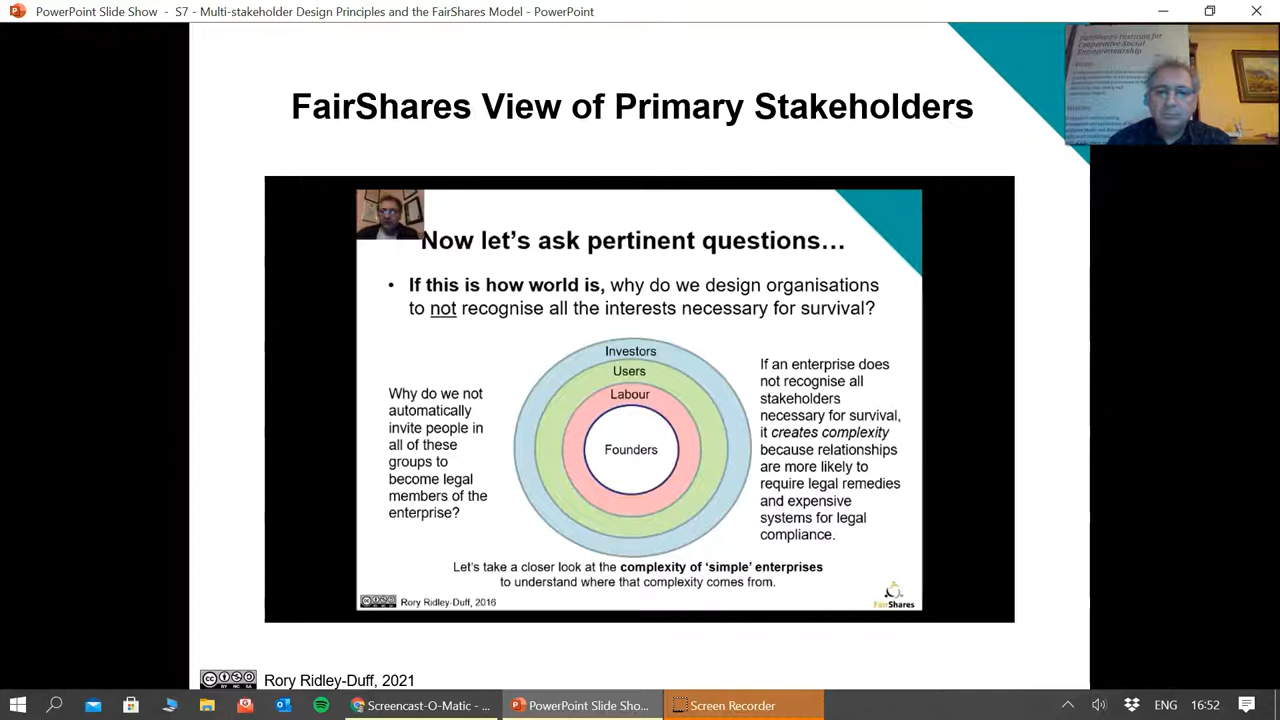 PowerPoint Slide Show - S7 - Multi-stakeholder Design Principles and the FairShares Model - PowerPoint
FairShares Institute for
Cooperative Social
Entrepreneurship
FairShares View of Primary Stakeholders
Now let's ask pertinent questions…
• If this is how world is, why do we design organisations
to not recognise all the interests necessary for survival?
Investors
Users
Labour
Founders
Why do we not
automatically
invite people in
all of these
groups to
become legal
members of the
enterprise?
If an enterprise does
not recognise all
stakeholders
necessary for survival,
it creates complexity
because relationships
are more likely to
require legal remedies
and expensive
systems for legal
compliance.
Let's take a closer look at the complexity of 'simple' enterprises
to understand where that complexity comes from.
Rory Ridley-Duff, 2016
FairShares
Rory Ridley-Duff, 2021
Screencast-O-Matic - ...
PowerPoint Slide Sho...
Screen Recorder
ENG
16:52